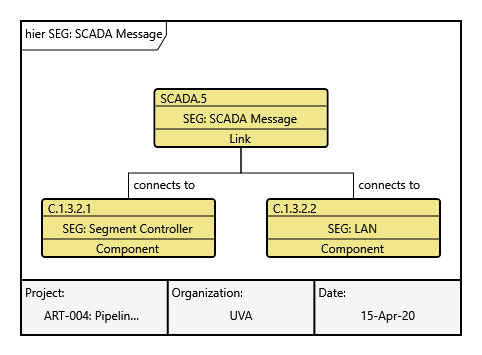 hier SEG: SCADA Message
SCADA.5
SEG: SCADA Message
Link
connects to
connects to
C.1.3.2.1
C.1.3.2.2
SEG: Segment Controller
SEG: LAN
Component
Component
Project:
Organization:
Date:
ART-004: Pipelin...
UVA
15-Apr-20